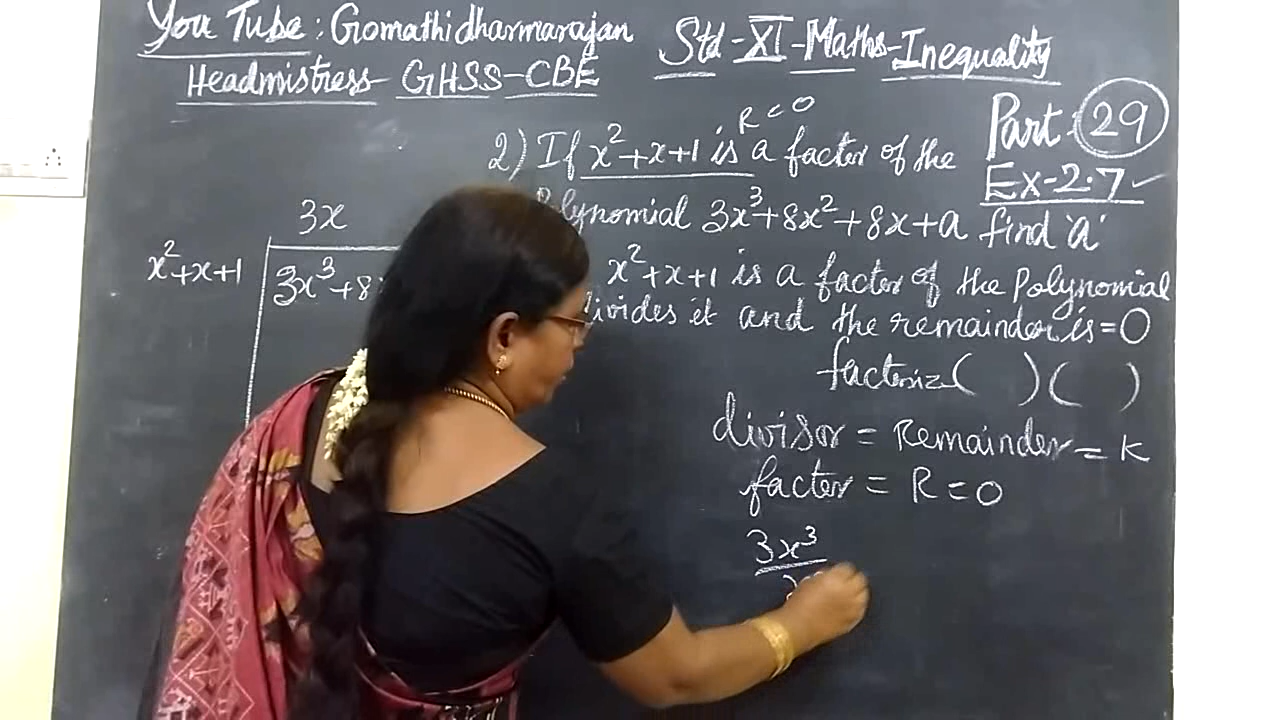 You Tube : Gomathidharmarajan
Headmistress - GHSS - CBE
Std - XI - Maths - Inequality
Part : 29
Ex - 2.7 ✓
R = 0
2) If x²+x+1 is a factor of the
Polynomial 3x³+8x²+8x+a find 'a'
x²+x+1 is a factor of the Polynomial
divides it and the remainder is = 0
factorize ( ) ( )
divisor = Remainder = K
factor = R = 0
3x
x²+x+1
3x³+8
3x³